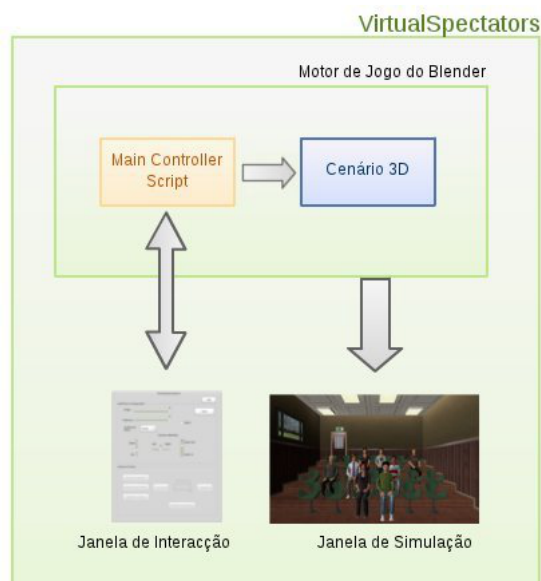 VirtualSpectators
Motor de Jogo do Blender
Main Controller
Script
Cenário 3D
Janela de Interacção
Janela de Simulação